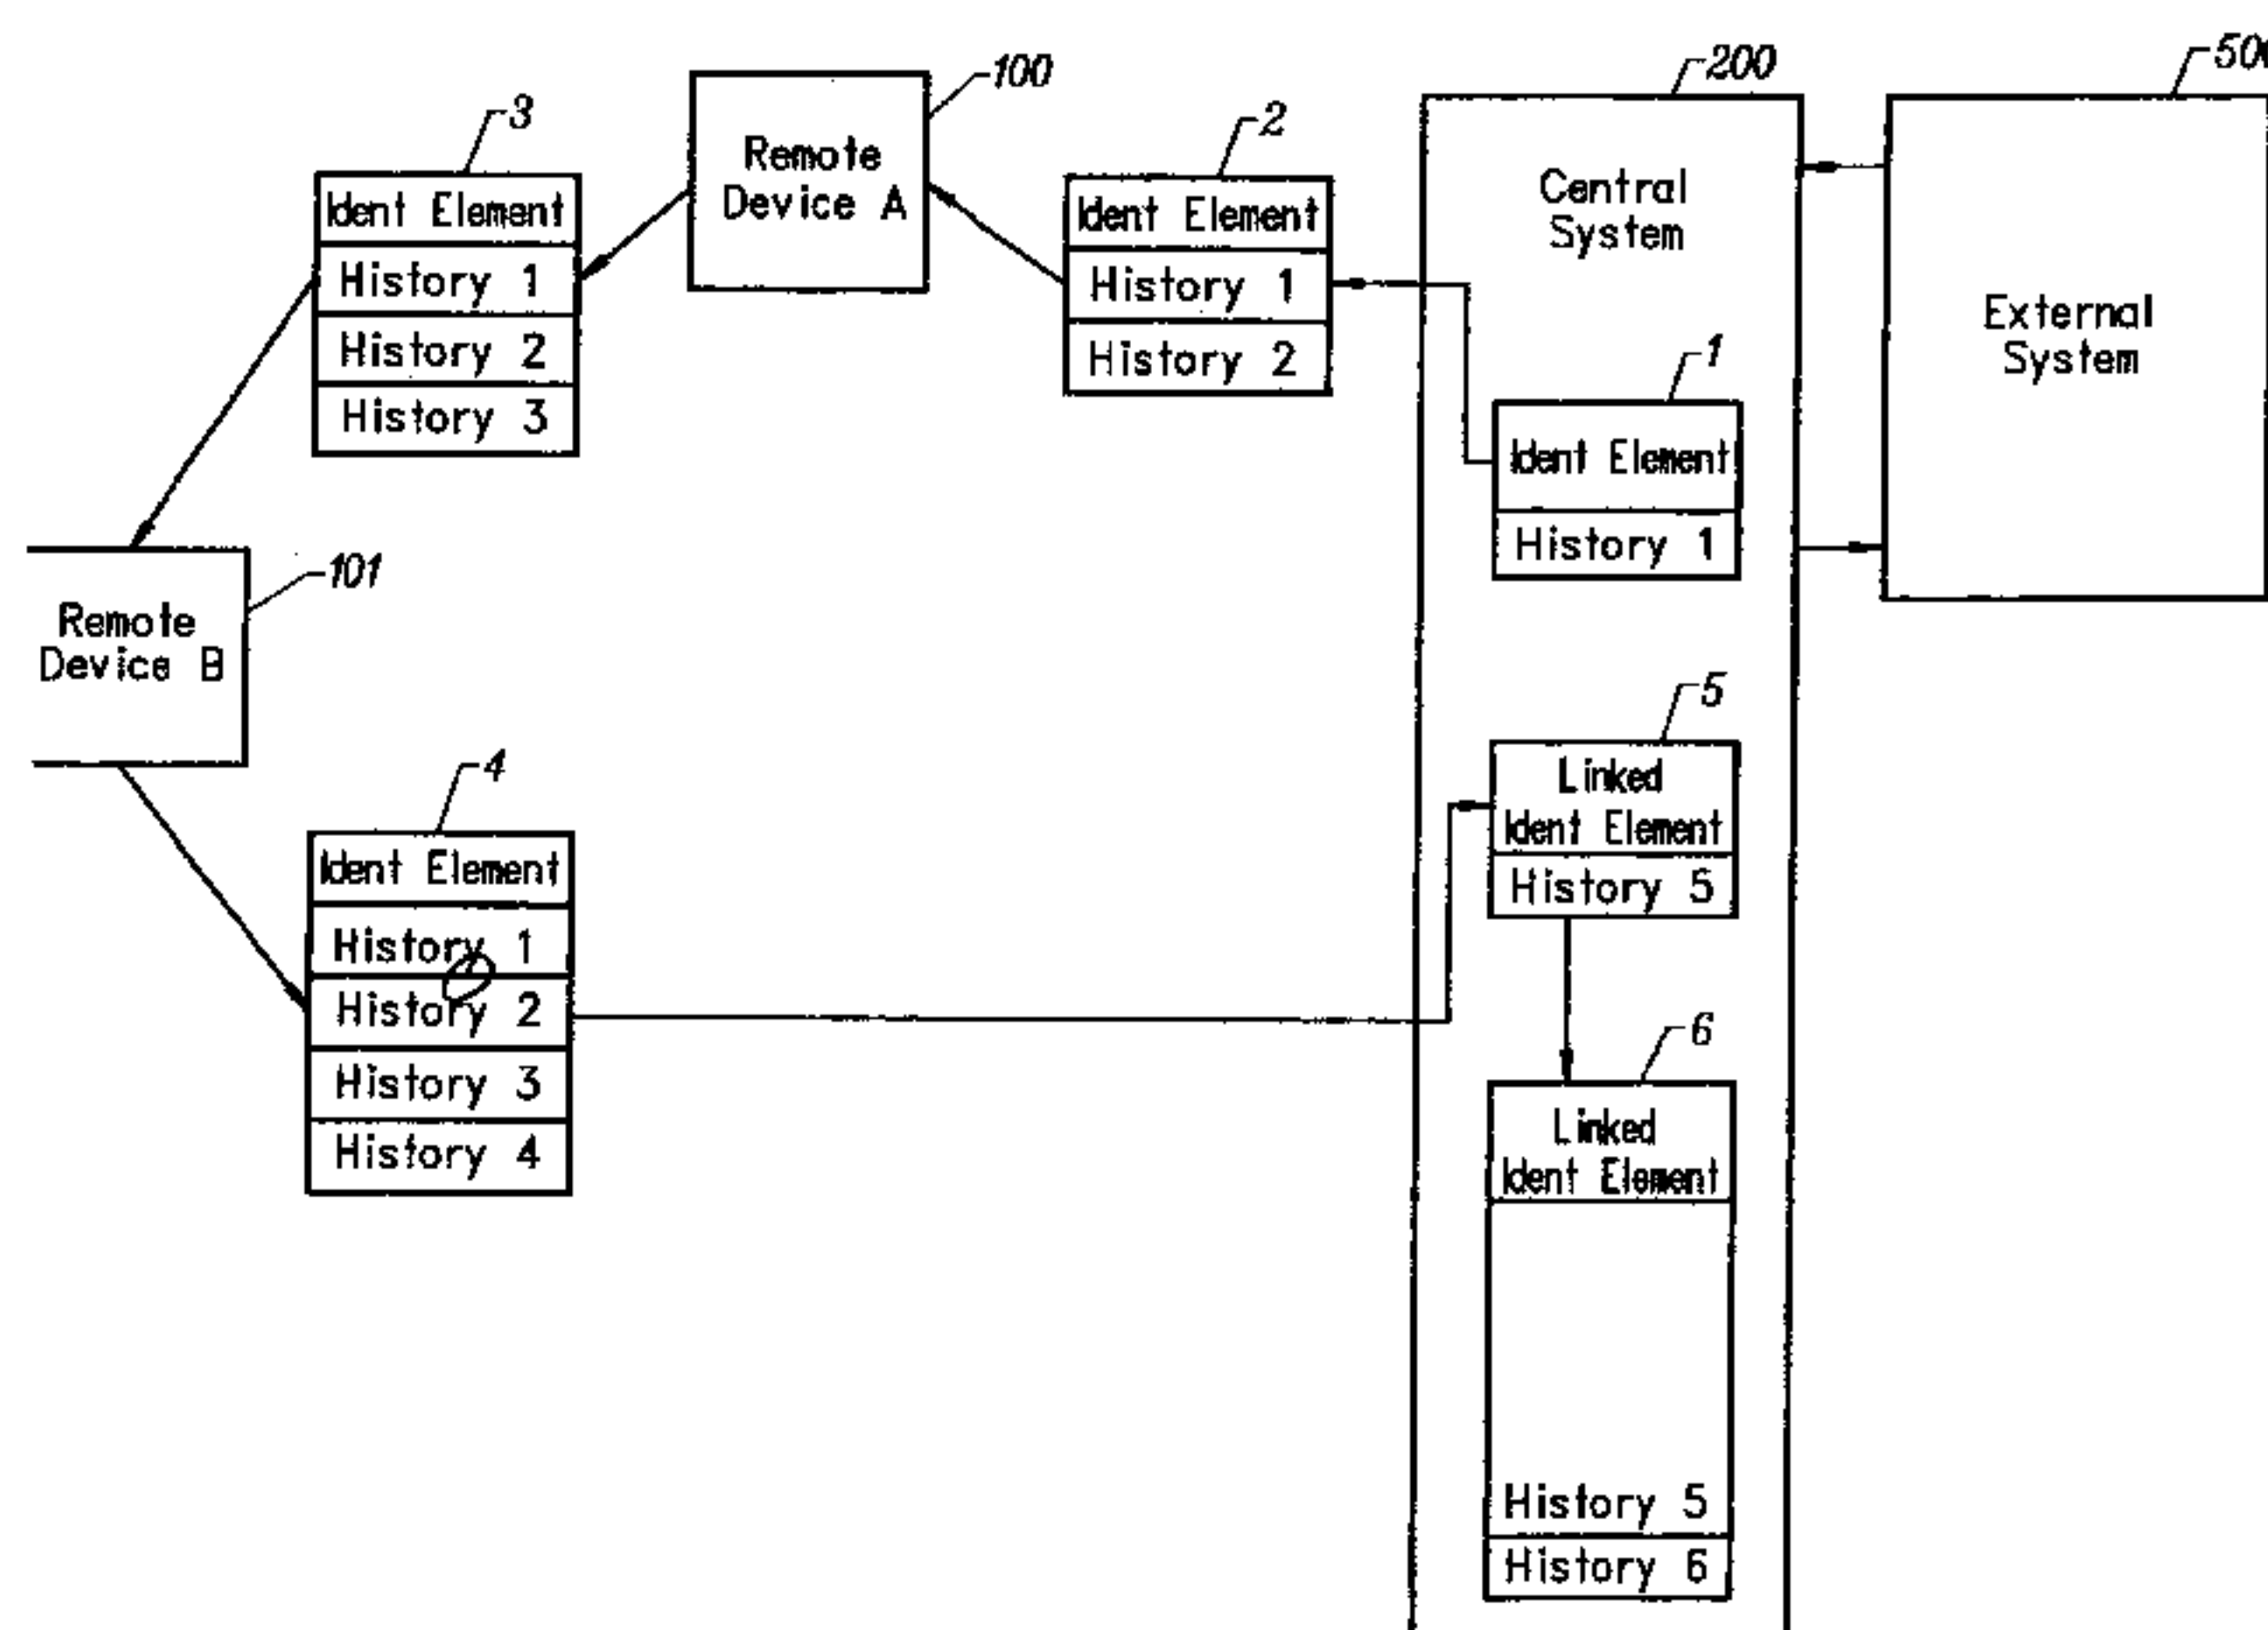 200
500
3
100
2
Remote
Device A
Central
System
External
System
Ident Element
History 1
History 2
History 3
Ident Element
History 1
History 2
1
Ident Element
History 1
Remote
Device B
101
4
Ident Element
History 1
History 2
History 3
History 4
5
Linked
Ident Element
History 5
6
Linked
Ident Element
History 5
History 6